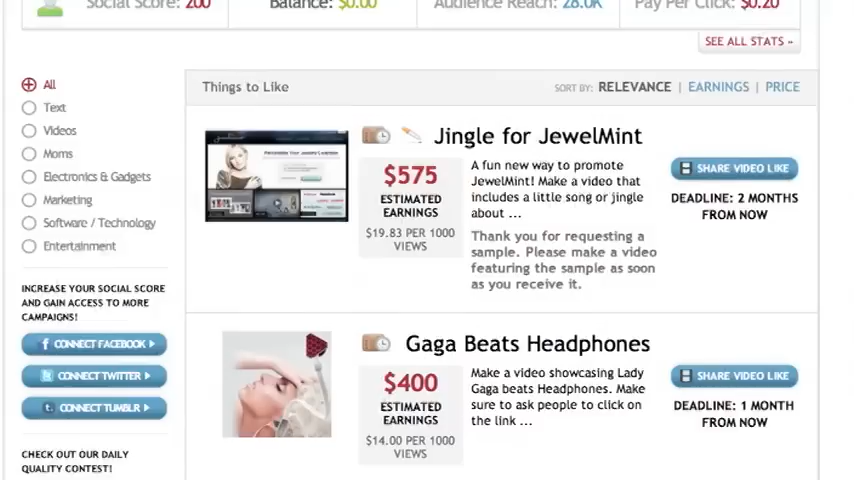 Social Score: 200
Balance: $0.00
Audience Reach: 28.0K
Pay Per Click: $0.20
SEE ALL STATS »
All
Text
Videos
Moms
Electronics & Gadgets
Marketing
Software / Technology
Entertainment
INCREASE YOUR SOCIAL SCORE
AND GAIN ACCESS TO MORE
CAMPAIGNS!
CONNECT FACEBOOK
CONNECT TWITTER
CONNECT TUMBLR
CHECK OUT OUR DAILY
QUALITY CONTEST!
Things to Like
SORT BY: RELEVANCE | EARNINGS | PRICE
Jingle for JewelMint
$575
ESTIMATED
EARNINGS
$19.83 PER 1000
VIEWS
A fun new way to promote
JewelMint! Make a video that
includes a little song or jingle
about ...
Thank you for requesting a
sample. Please make a video
featuring the sample as soon
as you receive it.
SHARE VIDEO LIKE
DEADLINE: 2 MONTHS
FROM NOW
Gaga Beats Headphones
$400
ESTIMATED
EARNINGS
$14.00 PER 1000
VIEWS
Make a video showcasing Lady
Gaga beats Headphones. Make
sure to ask people to click on
the link ...
SHARE VIDEO LIKE
DEADLINE: 1 MONTH
FROM NOW